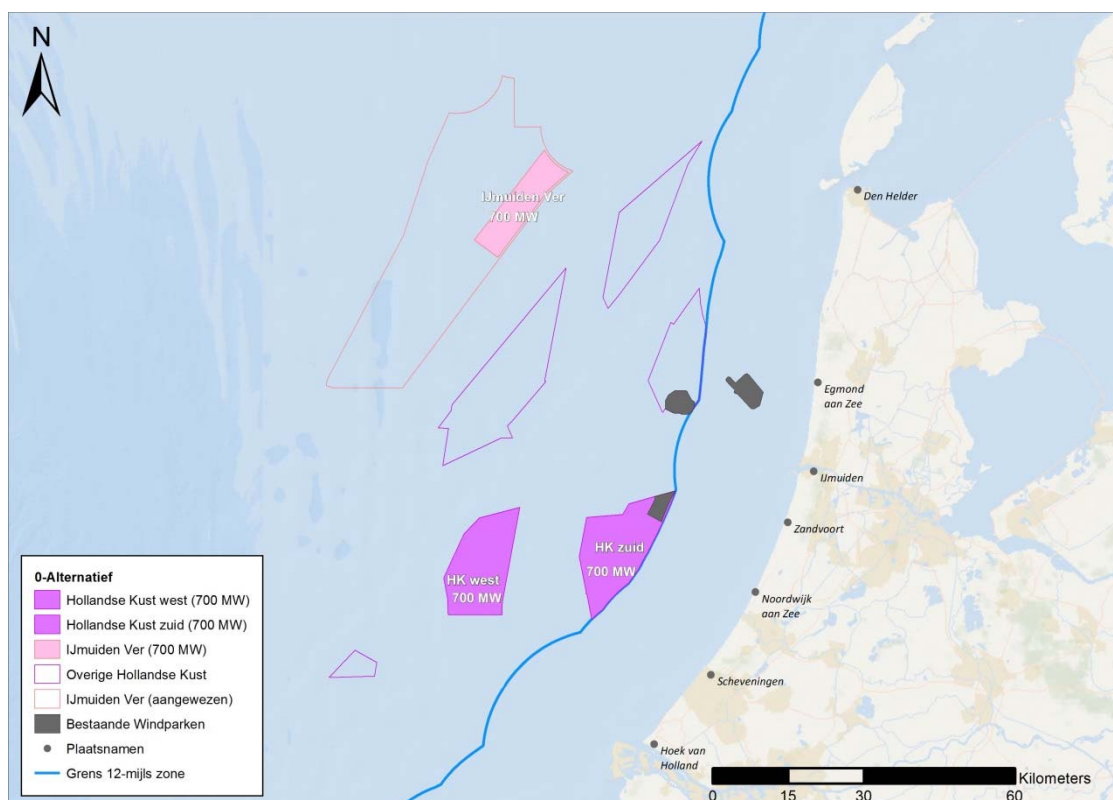 N
IJmuiden Ver
700 MW
Den Helder
Egmond
aan Zee
IJmuiden
HK zuid
700 MW
Zandvoort
HK west
700 MW
Noordwijk
aan Zee
Scheveningen
Hoek van
Holland
0-Alternatief
Hollandse Kust west (700 MW)
Hollandse Kust zuid (700 MW)
IJmuiden Ver (700 MW)
Overige Hollandse Kust
IJmuiden Ver (aangewezen)
Bestaande Windparken
Plaatsnamen
Grens 12-mijls zone
Kilometers
0 15 30 60